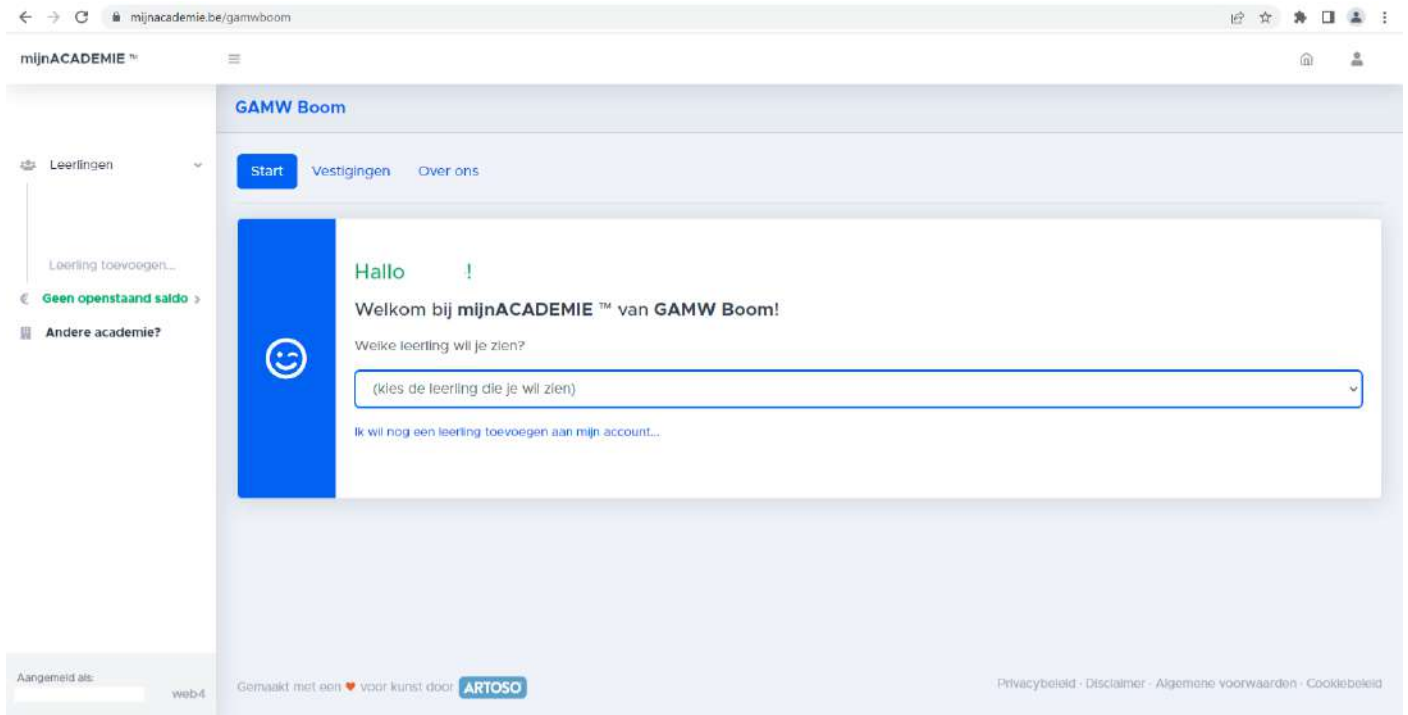 mijnacademie.be/gamwboom
mijnACADEMIE ™
GAMW Boom
Leerlingen
Start Vestigingen Over ons
Leerling toevoegen...
Geen openstaand saldo
Andere academie?
Hallo !
Welkom bij mijnACADEMIE ™ van GAMW Boom!
Welke leerling wil je zien?
(kies de leerling die je wil zien)
Ik wil nog een leerling toevoegen aan mijn account...
Aangemeld als:
web4
Gemaakt met een ♥ voor kunst door ARTOSO
Privacybeleid · Disclaimer · Algemene voorwaarden · Cookiebeleid